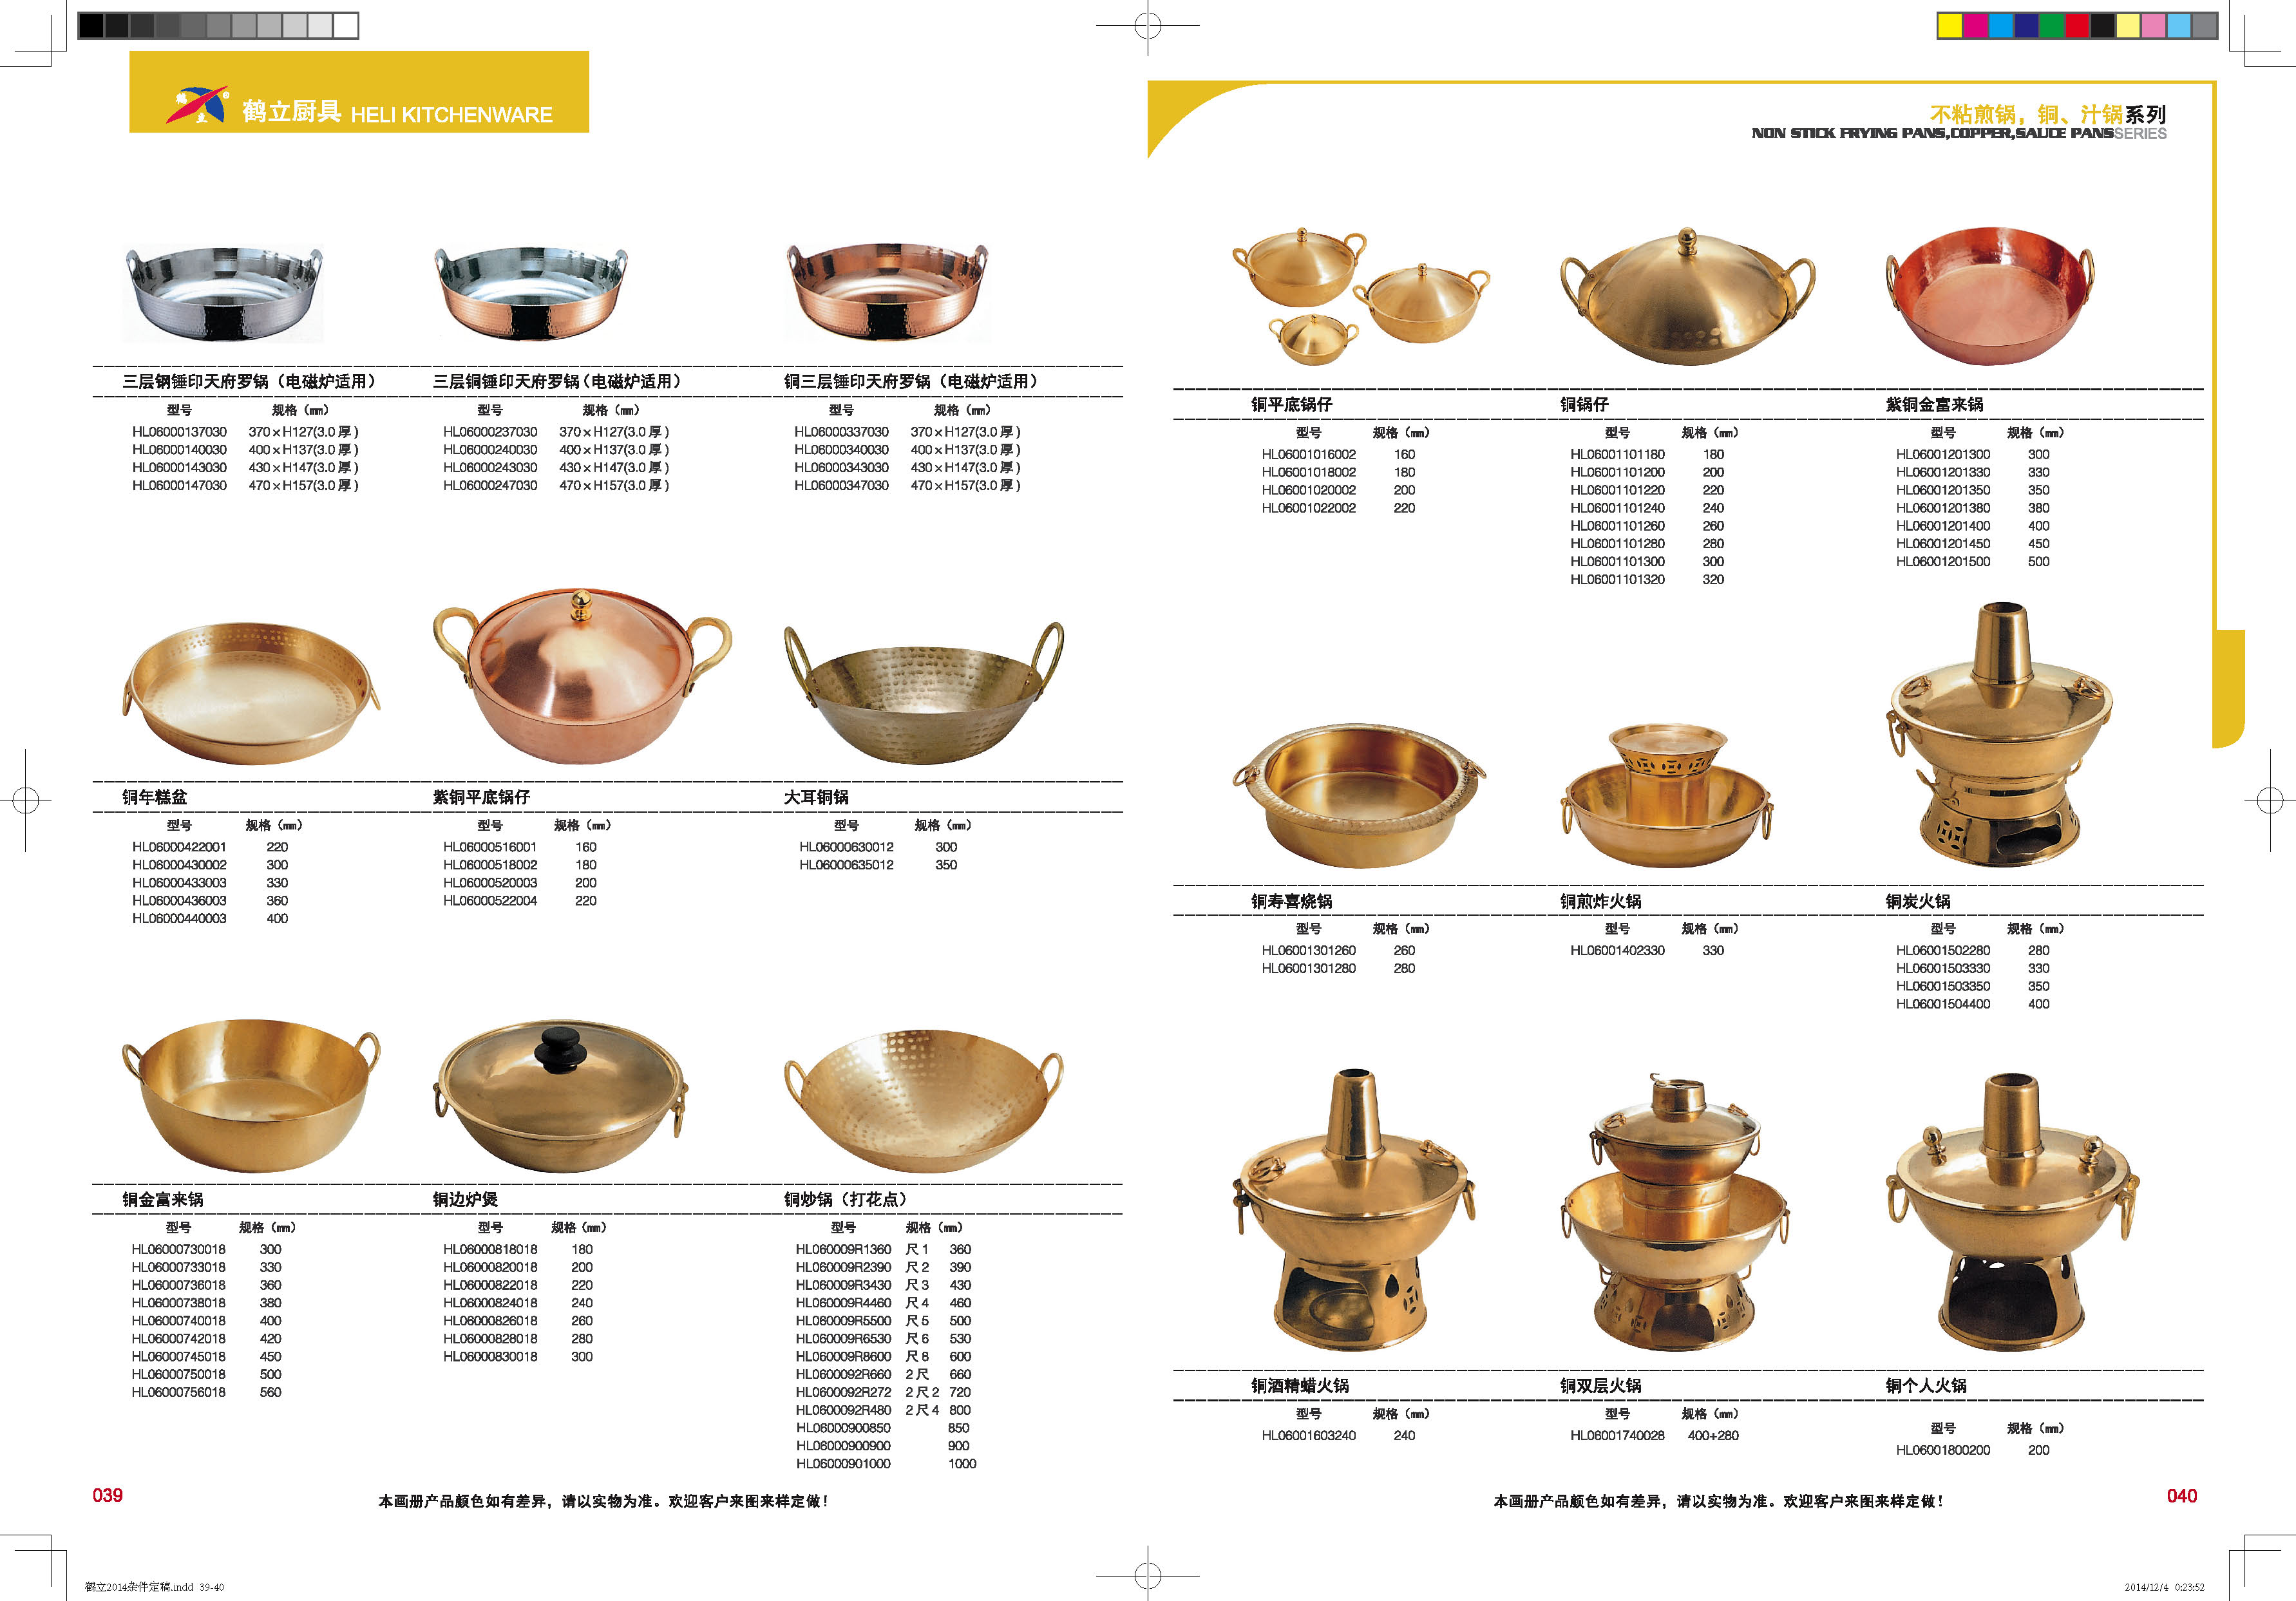 鹤立厨具 HELI KITCHENWARE
三层钢锤印天府罗锅（电磁炉适用）
型号 规格（mm）
HL06000137030 370×H127(3.0厚)
HL06000140030 400×H137(3.0厚)
HL06000143030 430×H147(3.0厚)
HL06000147030 470×H157(3.0厚)
三层铜锤印天府罗锅（电磁炉适用）
型号 规格（mm）
HL06000237030 370×H127(3.0厚)
HL06000240030 400×H137(3.0厚)
HL06000243030 430×H147(3.0厚)
HL06000247030 470×H157(3.0厚)
铜三层锤印天府罗锅（电磁炉适用）
型号 规格（mm）
HL06000337030 370×H127(3.0厚)
HL06000340030 400×H137(3.0厚)
HL06000343030 430×H147(3.0厚)
HL06000347030 470×H157(3.0厚)
铜年糕盆
型号 规格（mm）
HL06000422001 220
HL06000430002 300
HL06000433003 330
HL06000436003 360
HL06000440003 400
紫铜平底锅仔
型号 规格（mm）
HL06000516001 160
HL06000518002 180
HL06000520003 200
HL06000522004 220
大耳铜锅
型号 规格（mm）
HL06000630012 300
HL06000635012 350
铜金富来锅
型号 规格（mm）
HL06000730018 300
HL06000733018 330
HL06000736018 360
HL06000738018 380
HL06000740018 400
HL06000742018 420
HL06000745018 450
HL06000750018 500
HL06000756018 560
铜边炉煲
型号 规格（mm）
HL06000818018 180
HL06000820018 200
HL06000822018 220
HL06000824018 240
HL06000826018 260
HL06000828018 280
HL06000830018 300
铜炒锅（打花点）
型号 规格（mm）
HL060009R1360 尺1 360
HL060009R2390 尺2 390
HL060009R3430 尺3 430
HL060009R4460 尺4 460
HL060009R5500 尺5 500
HL060009R6530 尺6 530
HL060009R8600 尺8 600
HL0600092R660 2尺 660
HL0600092R272 2尺2 720
HL0600092R480 2尺4 800
HL06000900850 850
HL06000900900 900
HL06000901000 1000
039
本画册产品颜色如有差异，请以实物为准。欢迎客户来图来样定做！
鹤立2014杂件定稿.indd 39-40
不粘煎锅，铜、汁锅系列
NON STICK FRYING PANS,COPPER,SAUCE PANSSERIES
铜平底锅仔
型号 规格（mm）
HL06001016002 160
HL06001018002 180
HL06001020002 200
HL06001022002 220
铜锅仔
型号 规格（mm）
HL06001101180 180
HL06001101200 200
HL06001101220 220
HL06001101240 240
HL06001101260 260
HL06001101280 280
HL06001101300 300
HL06001101320 320
紫铜金富来锅
型号 规格（mm）
HL06001201300 300
HL06001201330 330
HL06001201350 350
HL06001201380 380
HL06001201400 400
HL06001201450 450
HL06001201500 500
铜寿喜烧锅
型号 规格（mm）
HL06001301260 260
HL06001301280 280
铜煎炸火锅
型号 规格（mm）
HL06001402330 330
铜炭火锅
型号 规格（mm）
HL06001502280 280
HL06001503330 330
HL06001503350 350
HL06001504400 400
铜酒精蜡火锅
型号 规格（mm）
HL06001603240 240
铜双层火锅
型号 规格（mm）
HL06001740028 400+280
铜个人火锅
型号 规格（mm）
HL06001800200 200
本画册产品颜色如有差异，请以实物为准。欢迎客户来图来样定做！
040
2014/12/4 0:23:52